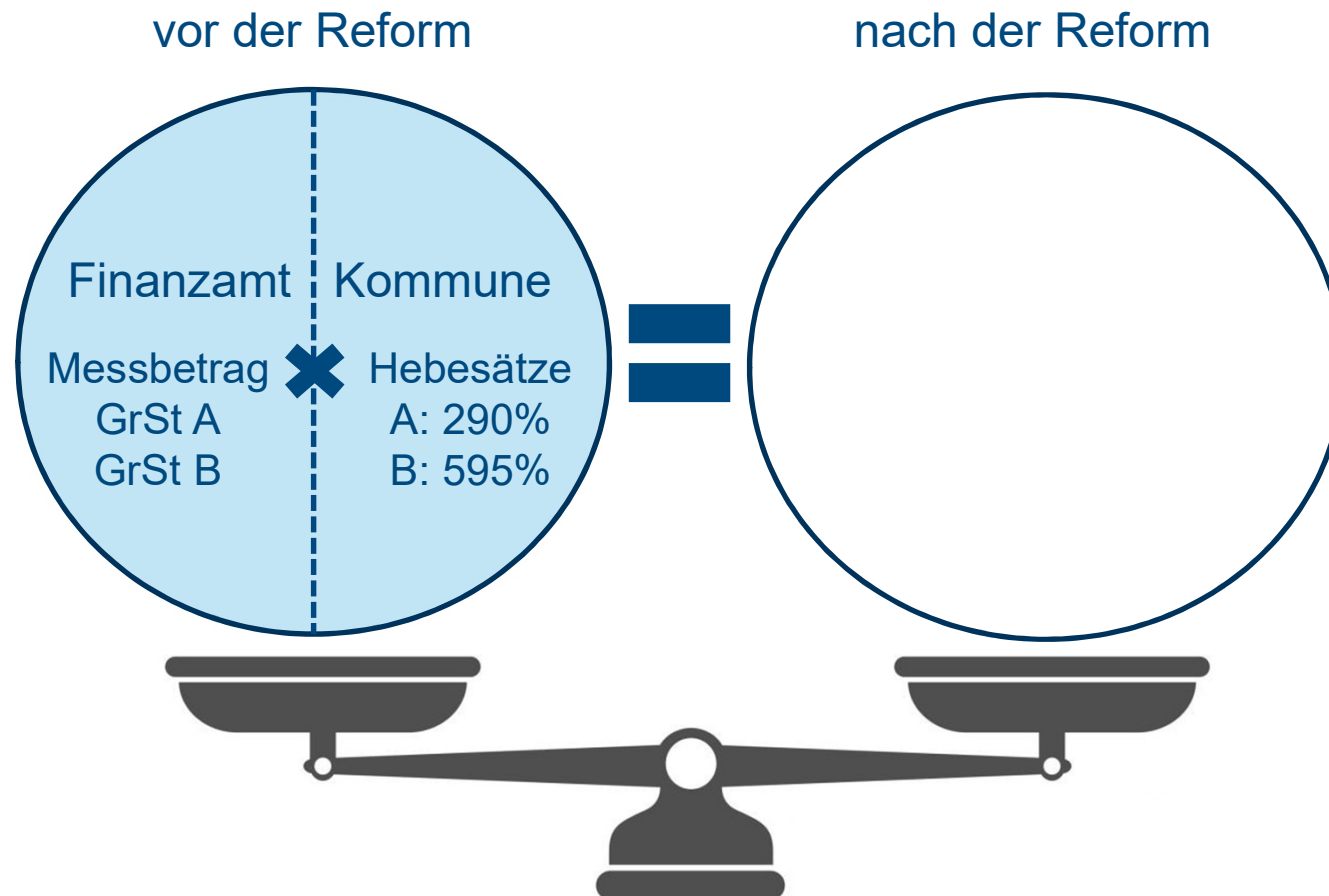 vor der Reform
nach der Reform
Finanzamt
Kommune
Messbetrag
GrSt A
GrSt B
Hebesätze
A: 290%
B: 595%